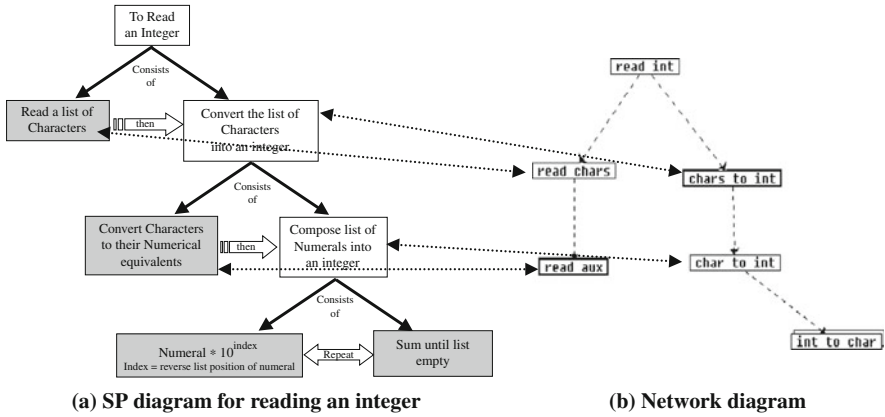 To Read
an Integer
Consists
of
Read a list of
Characters
then
Convert the list of
Characters
into an integer
Consists
of
Convert Characters
to their Numerical
equivalents
then
Compose list of
Numerals into
an integer
Consists
of
Numeral * 10^index
Index = reverse list position of numeral
Repeat
Sum until list
empty
(a) SP diagram for reading an integer
read int
read chars
chars to int
read aux
char to int
int to char
(b) Network diagram